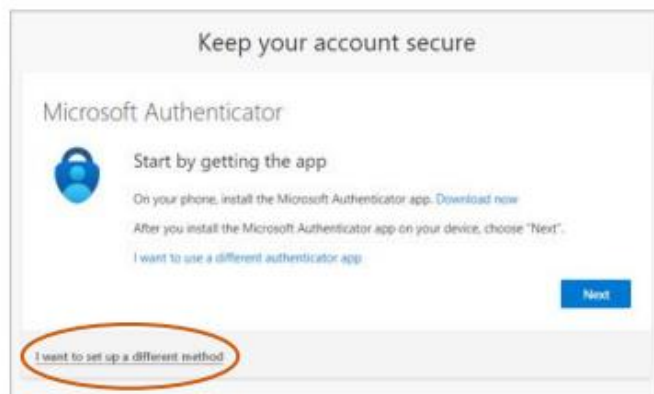 Keep your account secure
Microsoft Authenticator
Start by getting the app
On your phone, install the Microsoft Authenticator app. Download now
After you install the Microsoft Authenticator app on your device, choose "Next".
I want to use a different authenticator app
Next
I want to set up a different method